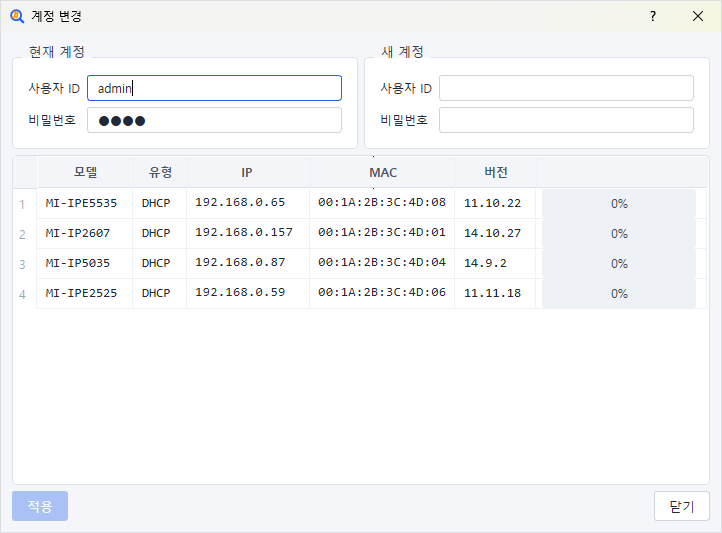 계정 변경 ?
현재 계정 새 계정
사용자 ID admin 사용자 ID
비밀번호 ●●●● 비밀번호
모델 유형 IP MAC 버전
1 MI-IPE5535 DHCP 192.168.0.65 00:1A:2B:3C:4D:08 11.10.22 0%
2 MI-IP2607 DHCP 192.168.0.157 00:1A:2B:3C:4D:01 14.10.27 0%
3 MI-IP5035 DHCP 192.168.0.87 00:1A:2B:3C:4D:04 14.9.2 0%
4 MI-IPE2525 DHCP 192.168.0.59 00:1A:2B:3C:4D:06 11.11.18 0%
적용 닫기